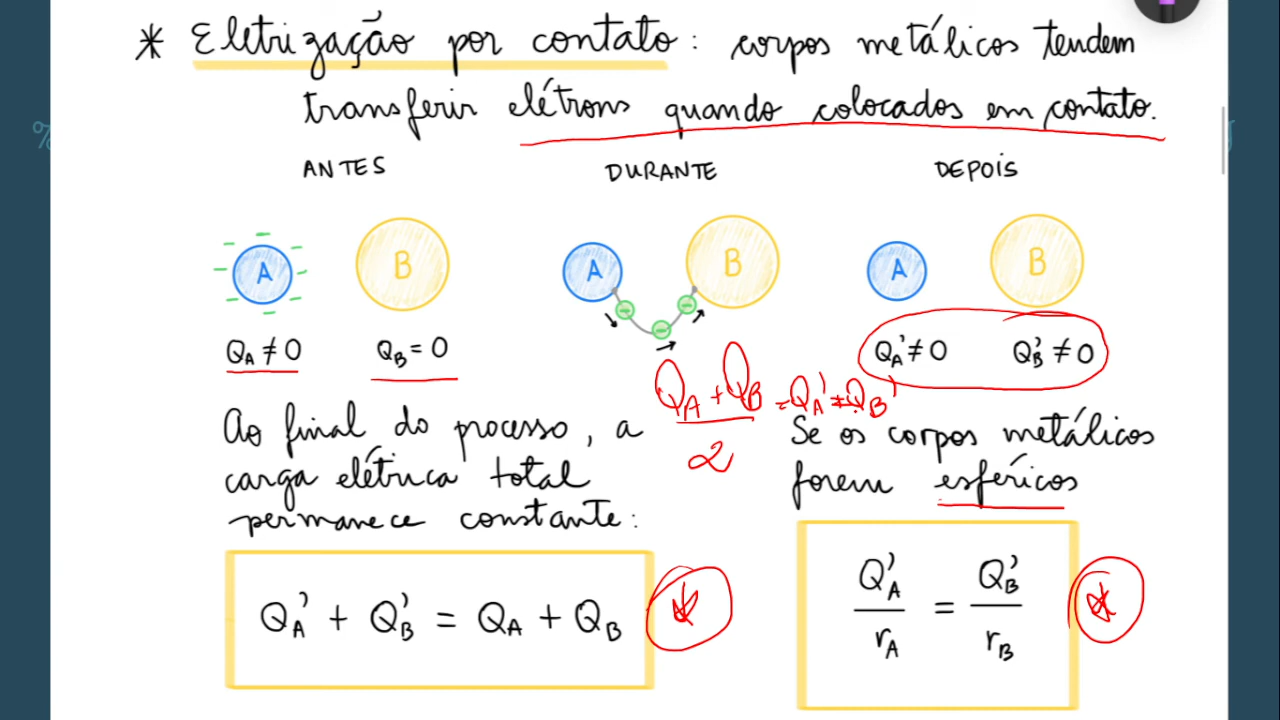 * Eletrização por contato: corpos metálicos tendem
transferir elétrons quando colocados em contato.
ANTES DURANTE DEPOIS
A B A B A B
Q_A ≠ 0 Q_B = 0 Q_A' ≠ 0 Q_B' ≠ 0
(Q_A + Q_B)/2 = Q_A' = Q_B'
Ao final do processo, a
carga elétrica total
permanece constante:
Q_A' + Q_B' = Q_A + Q_B
Se os corpos metálicos
forem esféricos
Q_A'/r_A = Q_B'/r_B